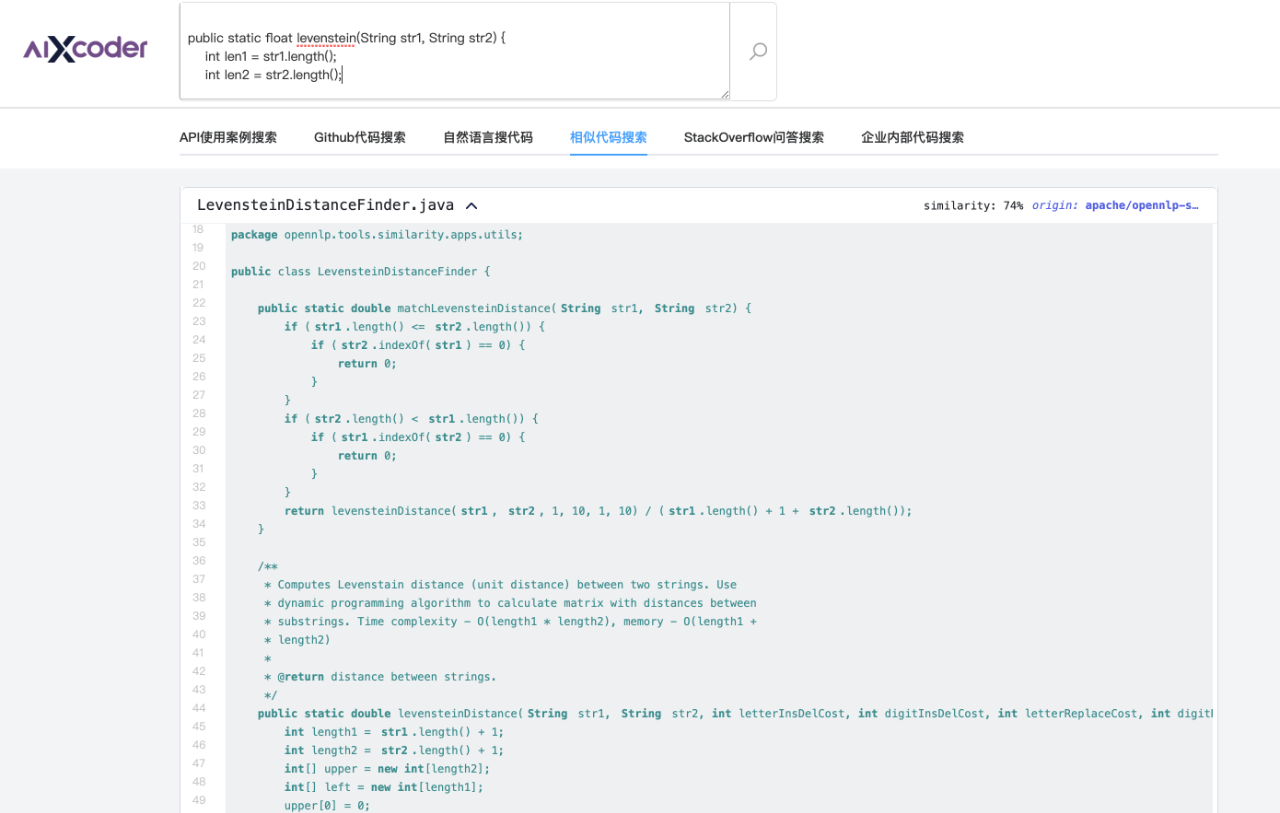 aiXcoder
public static float levenstein(String str1, String str2) {
int len1 = str1.length();
int len2 = str2.length();
API使用案例搜索 Github代码搜索 自然语言搜代码 相似代码搜索 StackOverflow问答搜索 企业内部代码搜索
LevensteinDistanceFinder.java similarity: 74% origin: apache/opennlp-s…
18 package opennlp.tools.similarity.apps.utils;
19
20 public class LevensteinDistanceFinder {
21
22 public static double matchLevensteinDistance( String str1, String str2) {
23 if ( str1 .length() <= str2 .length()) {
24 if ( str2 .indexOf( str1 ) == 0) {
25 return 0;
26 }
27 }
28 if ( str2 .length() < str1 .length()) {
29 if ( str1 .indexOf( str2 ) == 0) {
30 return 0;
31 }
32 }
33 return levensteinDistance( str1 , str2 , 1, 10, 1, 10) / ( str1 .length() + 1 + str2 .length());
34 }
35
36 /**
37 * Computes Levenstain distance (unit distance) between two strings. Use
38 * dynamic programming algorithm to calculate matrix with distances between
39 * substrings. Time complexity - O(length1 * length2), memory - O(length1 +
40 * length2)
41 *
42 * @return distance between strings.
43 */
44 public static double levensteinDistance( String str1, String str2, int letterInsDelCost, int digitInsDelCost, int letterReplaceCost, int digit
45 int length1 = str1 .length() + 1;
46 int length2 = str2 .length() + 1;
47 int[] upper = new int[length2];
48 int[] left = new int[length1];
49 upper[0] = 0;